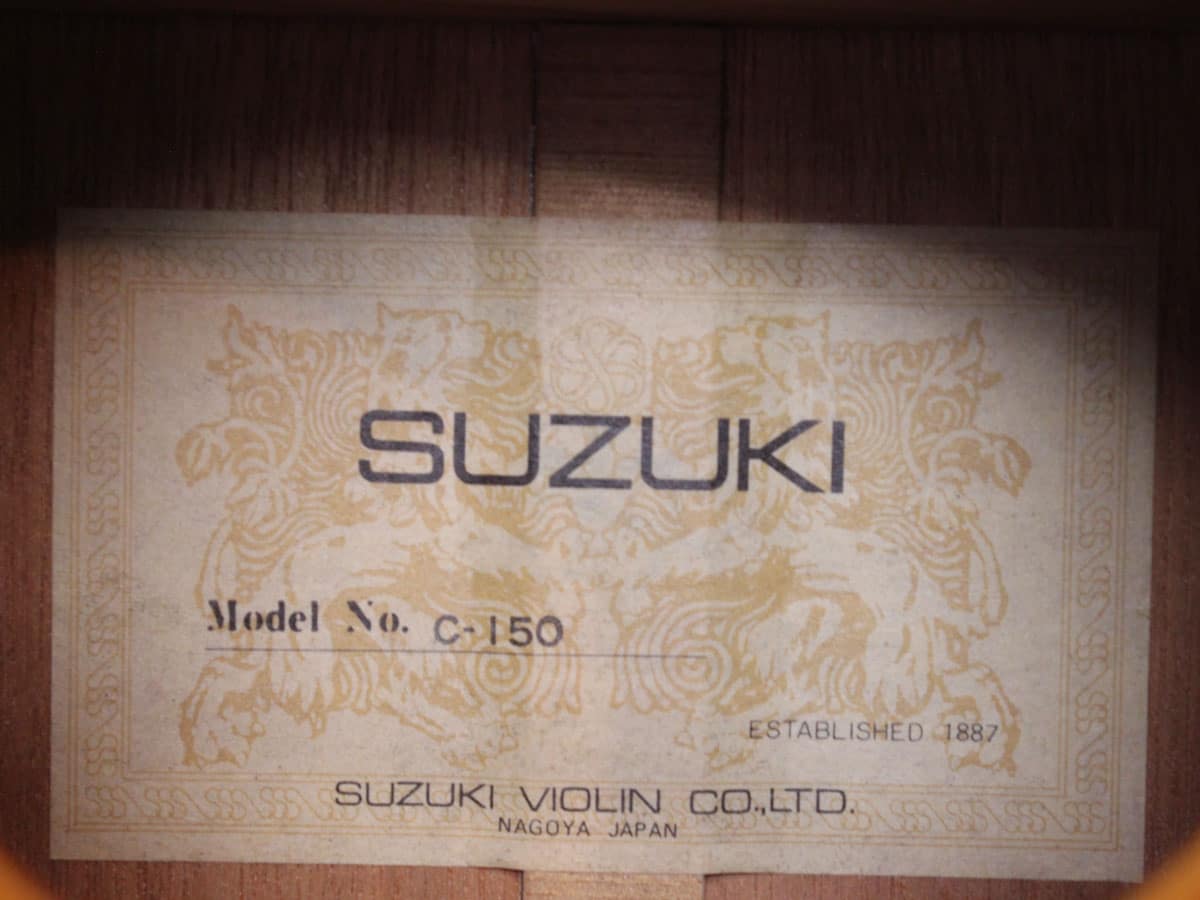 SUZUKI
Model No. C-150
ESTABLISHED 1887
SUZUKI VIOLIN CO.,LTD.
NAGOYA JAPAN